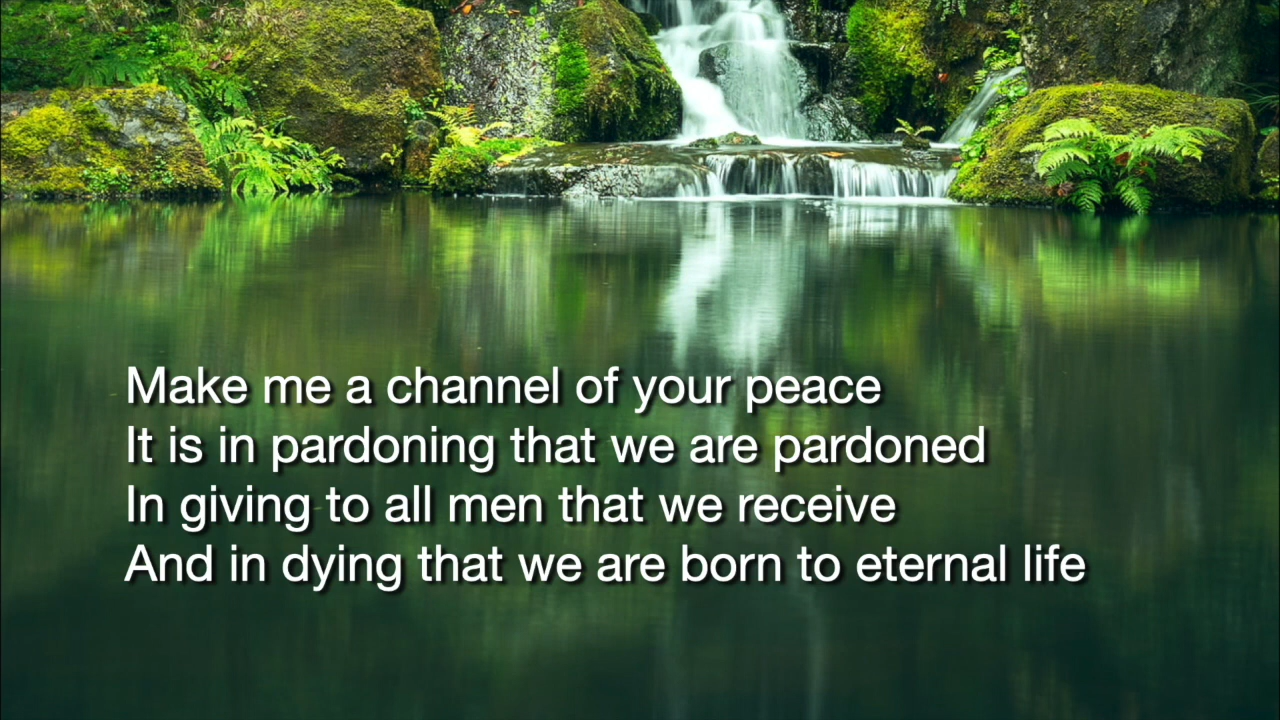 Make me a channel of your peace
It is in pardoning that we are pardoned
In giving to all men that we receive
And in dying that we are born to eternal life